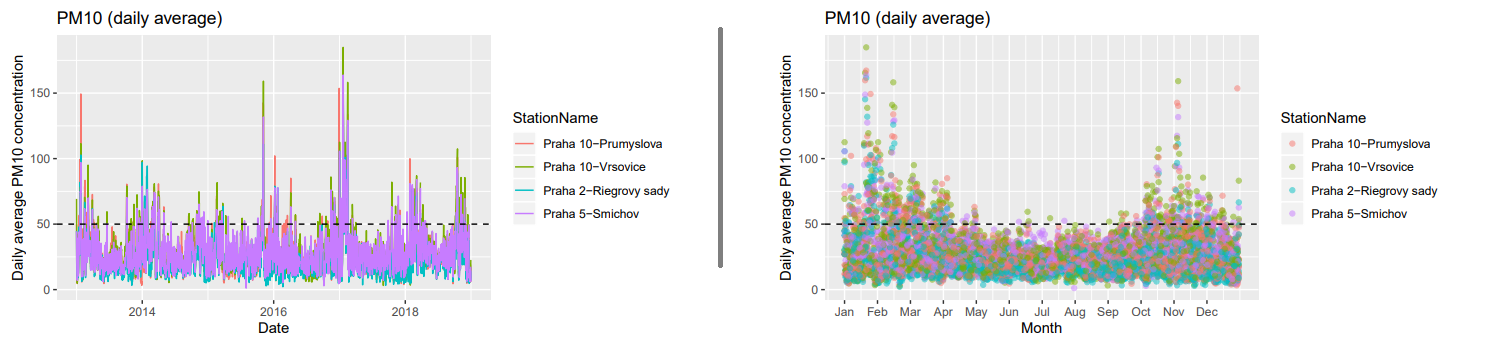 PM10 (daily average)
Daily average PM10 concentration
150
100
50
0
2014
2016
2018
Date
StationName
Praha 10−Prumyslova
Praha 10−Vrsovice
Praha 2−Riegrovy sady
Praha 5−Smichov
PM10 (daily average)
Daily average PM10 concentration
150
100
50
0
Jan Feb Mar Apr May Jun Jul Aug Sep Oct Nov Dec
Month
StationName
Praha 10−Prumyslova
Praha 10−Vrsovice
Praha 2−Riegrovy sady
Praha 5−Smichov